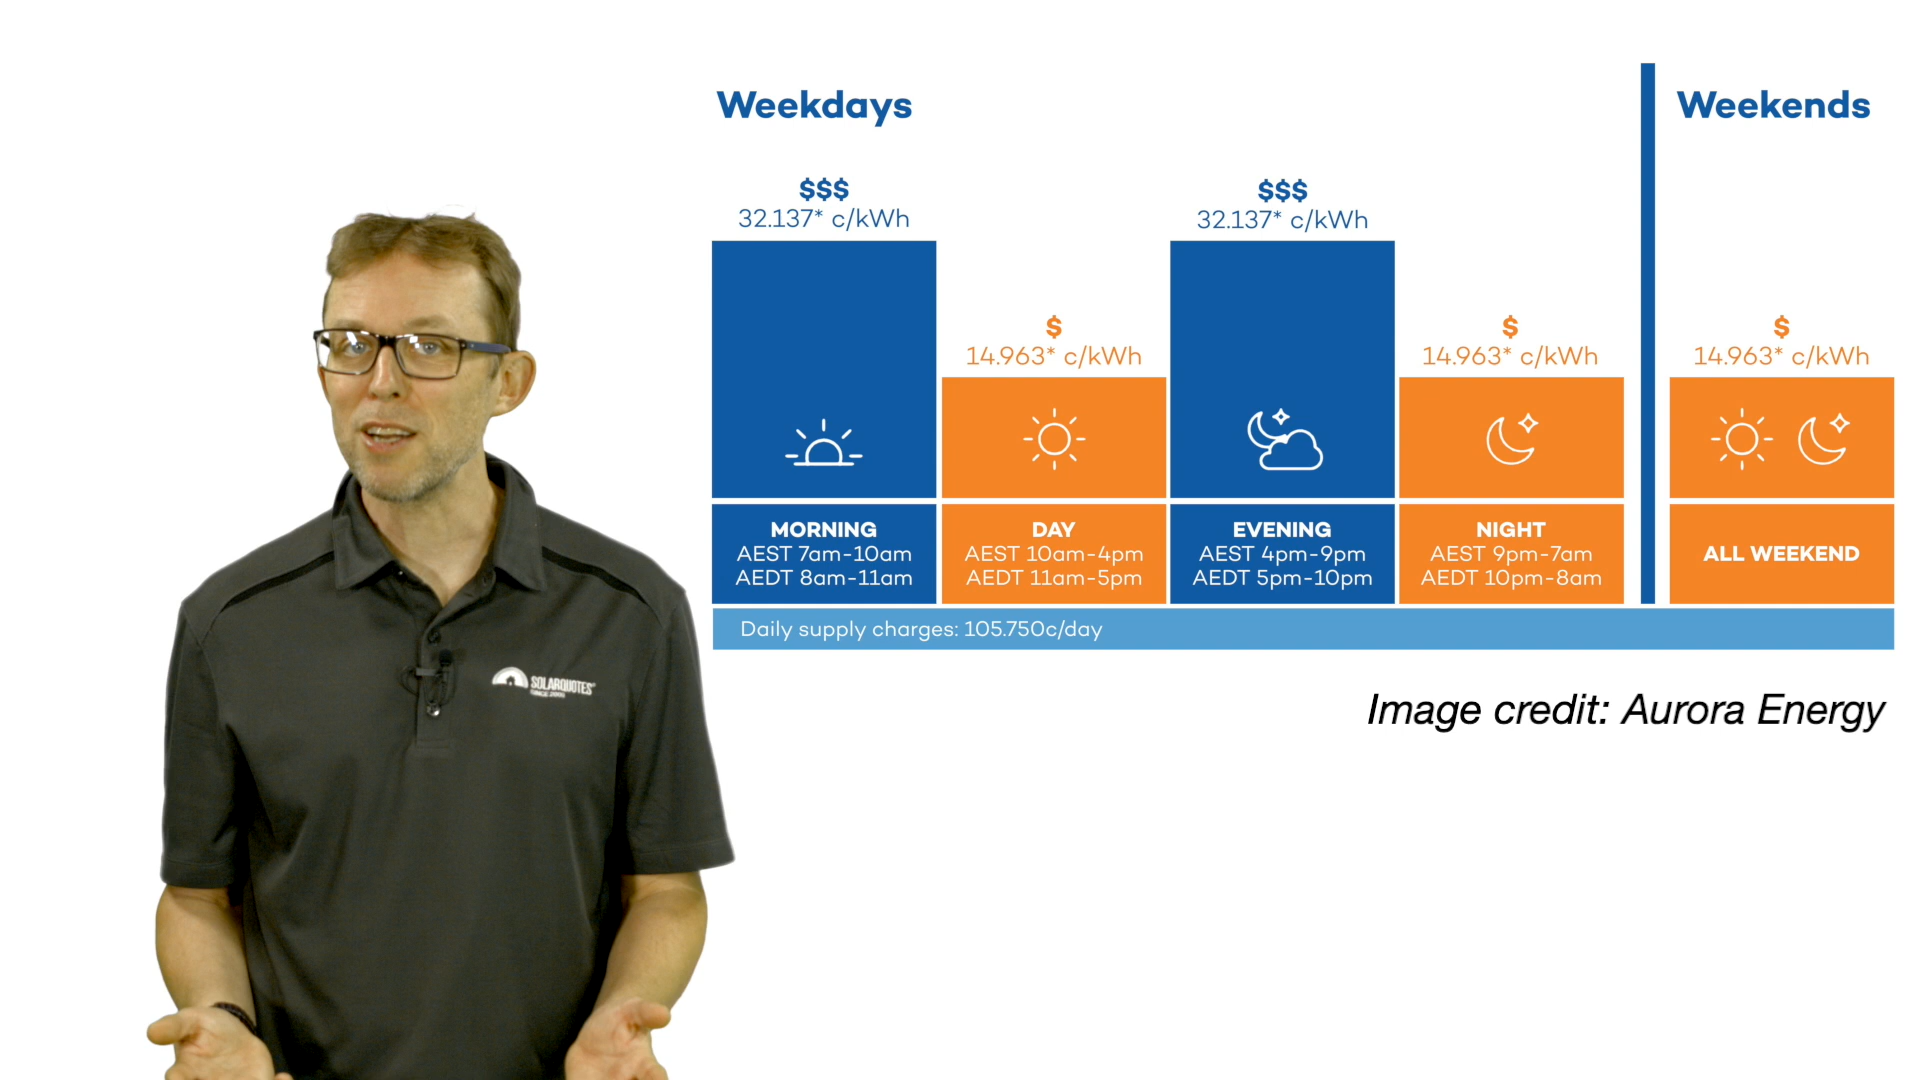 Weekdays
Weekends
$$$
32.137* c/kWh
$
14.963* c/kWh
$$$
32.137* c/kWh
$
14.963* c/kWh
$
14.963* c/kWh
MORNING
AEST 7am-10am
AEDT 8am-11am
DAY
AEST 10am-4pm
AEDT 11am-5pm
EVENING
AEST 4pm-9pm
AEDT 5pm-10pm
NIGHT
AEST 9pm-7am
AEDT 10pm-8am
ALL WEEKEND
Daily supply charges: 105.750c/day
Image credit: Aurora Energy
SOLARQUOTES